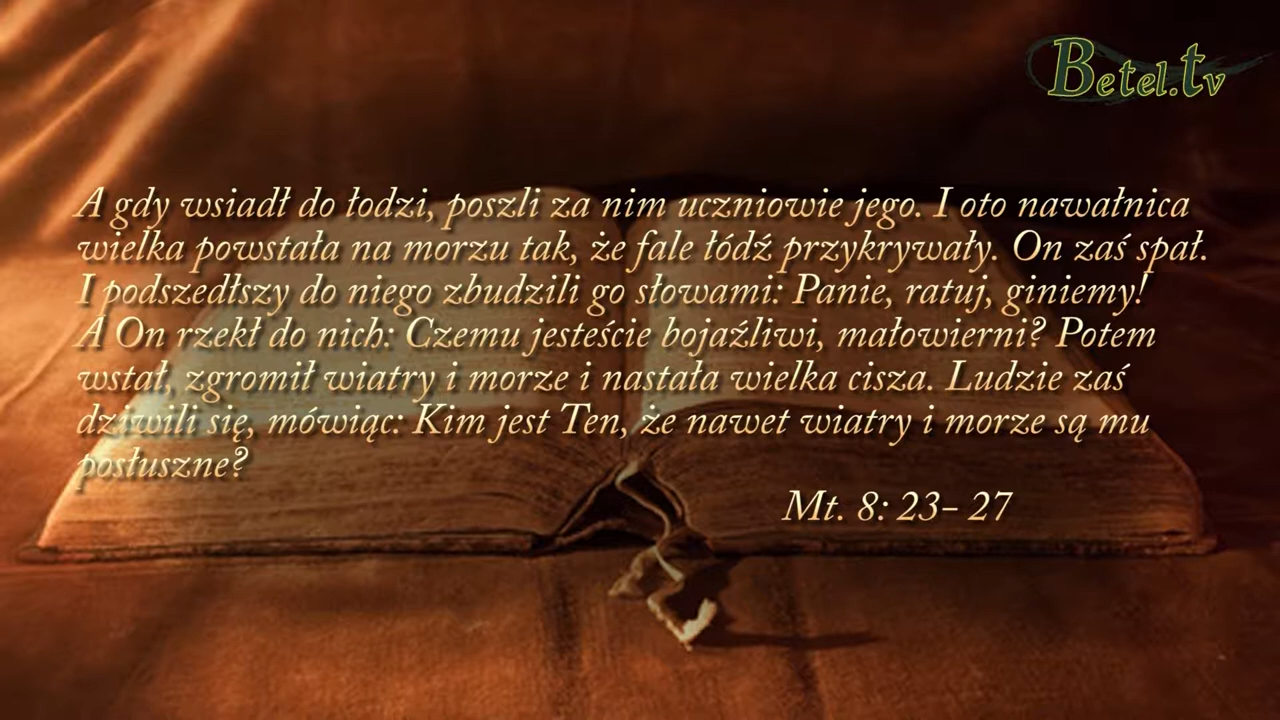 Betel.tv
A gdy wsiadł do łodzi, poszli za nim uczniowie jego. I oto nawałnica
wielka powstała na morzu tak, że fale łódź przykrywały. On zaś spał.
I podszedłszy do niego zbudzili go słowami: Panie, ratuj, giniemy!
A On rzekł do nich: Czemu jesteście bojaźliwi, małowierni? Potem
wstał, zgromił wiatry i morze i nastała wielka cisza. Ludzie zaś
dziwili się, mówiąc: Kim jest Ten, że nawet wiatry i morze są mu
posłuszne?
Mt. 8: 23- 27